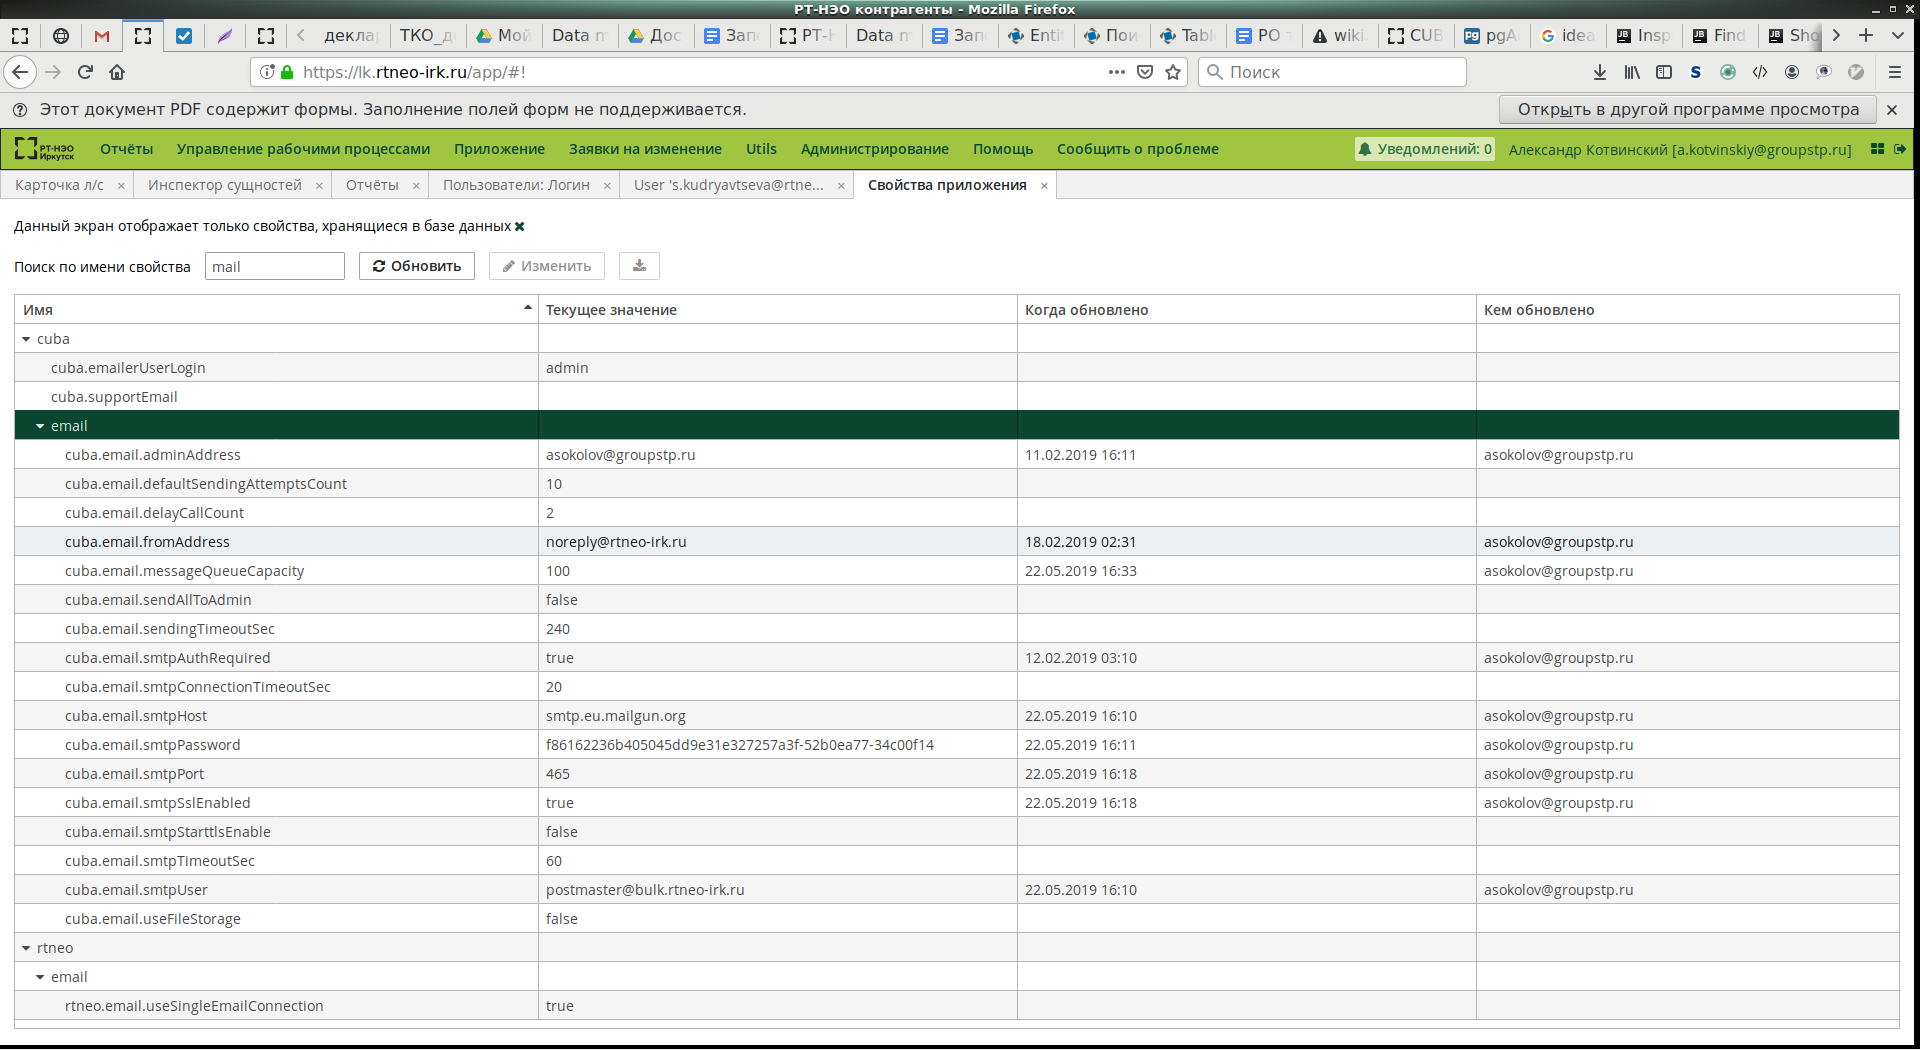 РТ-НЭО контрагенты - Mozilla Firefox
декла ТКО_д Мой Data m Дос Зап РТ-Н Data m Зап Enti Пои Tabl РО wiki. CUB pgA idea Insp Find Sho
https://lk.rtneo-irk.ru/app/#! Поиск
Этот документ PDF содержит формы. Заполнение полей форм не поддерживается. Открыть в другой программе просмотра
РТ-НЭО Иркутск Отчёты Управление рабочими процессами Приложение Заявки на изменение Utils Администрирование Помощь Сообщить о проблеме Уведомлений: 0 Александр Котвинский [a.kotvinskiy@groupstp.ru]
Карточка л/с Инспектор сущностей Отчёты Пользователи: Логин User 's.kudryavtseva@rtne... Свойства приложения
Данный экран отображает только свойства, хранящиеся в базе данных
Поиск по имени свойства mail Обновить Изменить
Имя Текущее значение Когда обновлено Кем обновлено
cuba
cuba.emailerUserLogin admin
cuba.supportEmail
email
cuba.email.adminAddress asokolov@groupstp.ru 11.02.2019 16:11 asokolov@groupstp.ru
cuba.email.defaultSendingAttemptsCount 10
cuba.email.delayCallCount 2
cuba.email.fromAddress noreply@rtneo-irk.ru 18.02.2019 02:31 asokolov@groupstp.ru
cuba.email.messageQueueCapacity 100 22.05.2019 16:33 asokolov@groupstp.ru
cuba.email.sendAllToAdmin false
cuba.email.sendingTimeoutSec 240
cuba.email.smtpAuthRequired true 12.02.2019 03:10 asokolov@groupstp.ru
cuba.email.smtpConnectionTimeoutSec 20
cuba.email.smtpHost smtp.eu.mailgun.org 22.05.2019 16:10 asokolov@groupstp.ru
cuba.email.smtpPassword f86162236b405045dd9e31e327257a3f-52b0ea77-34c00f14 22.05.2019 16:11 asokolov@groupstp.ru
cuba.email.smtpPort 465 22.05.2019 16:18 asokolov@groupstp.ru
cuba.email.smtpSslEnabled true 22.05.2019 16:18 asokolov@groupstp.ru
cuba.email.smtpStarttlsEnable false
cuba.email.smtpTimeoutSec 60
cuba.email.smtpUser postmaster@bulk.rtneo-irk.ru 22.05.2019 16:10 asokolov@groupstp.ru
cuba.email.useFileStorage false
rtneo
email
rtneo.email.useSingleEmailConnection true